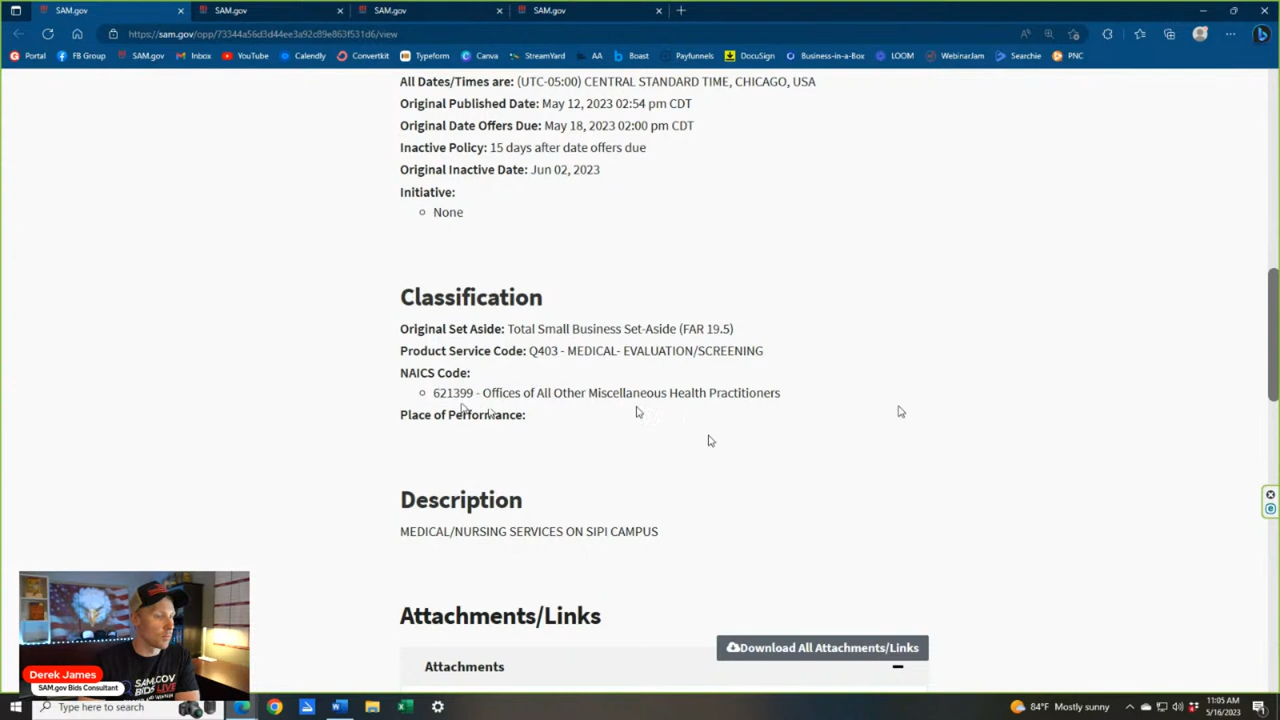 SAM.gov
SAM.gov
SAM.gov
SAM.gov
https://sam.gov/opp/73344a56d3d44ee3a92c89e863f531d6/view
Portal
FB Group
SAM.gov
Inbox
YouTube
Calendly
Convertkit
Typeform
Canva
StreamYard
AA
Boast
Payfunnels
DocuSign
Business-in-a-Box
LOOM
WebinarJam
Searchie
PNC
All Dates/Times are: (UTC-05:00) CENTRAL STANDARD TIME, CHICAGO, USA
Original Published Date: May 12, 2023 02:54 pm CDT
Original Date Offers Due: May 18, 2023 02:00 pm CDT
Inactive Policy: 15 days after date offers due
Original Inactive Date: Jun 02, 2023
Initiative:
None
Classification
Original Set Aside: Total Small Business Set-Aside (FAR 19.5)
Product Service Code: Q403 - MEDICAL- EVALUATION/SCREENING
NAICS Code:
621399 - Offices of All Other Miscellaneous Health Practitioners
Place of Performance:
Description
MEDICAL/NURSING SERVICES ON SIPI CAMPUS
Attachments/Links
Download All Attachments/Links
Attachments
SAM.GOV
BIDS LIVE
Derek James
SAM.gov Bids Consultant
Type here to search
84°F Mostly sunny
11:05 AM
5/16/2023